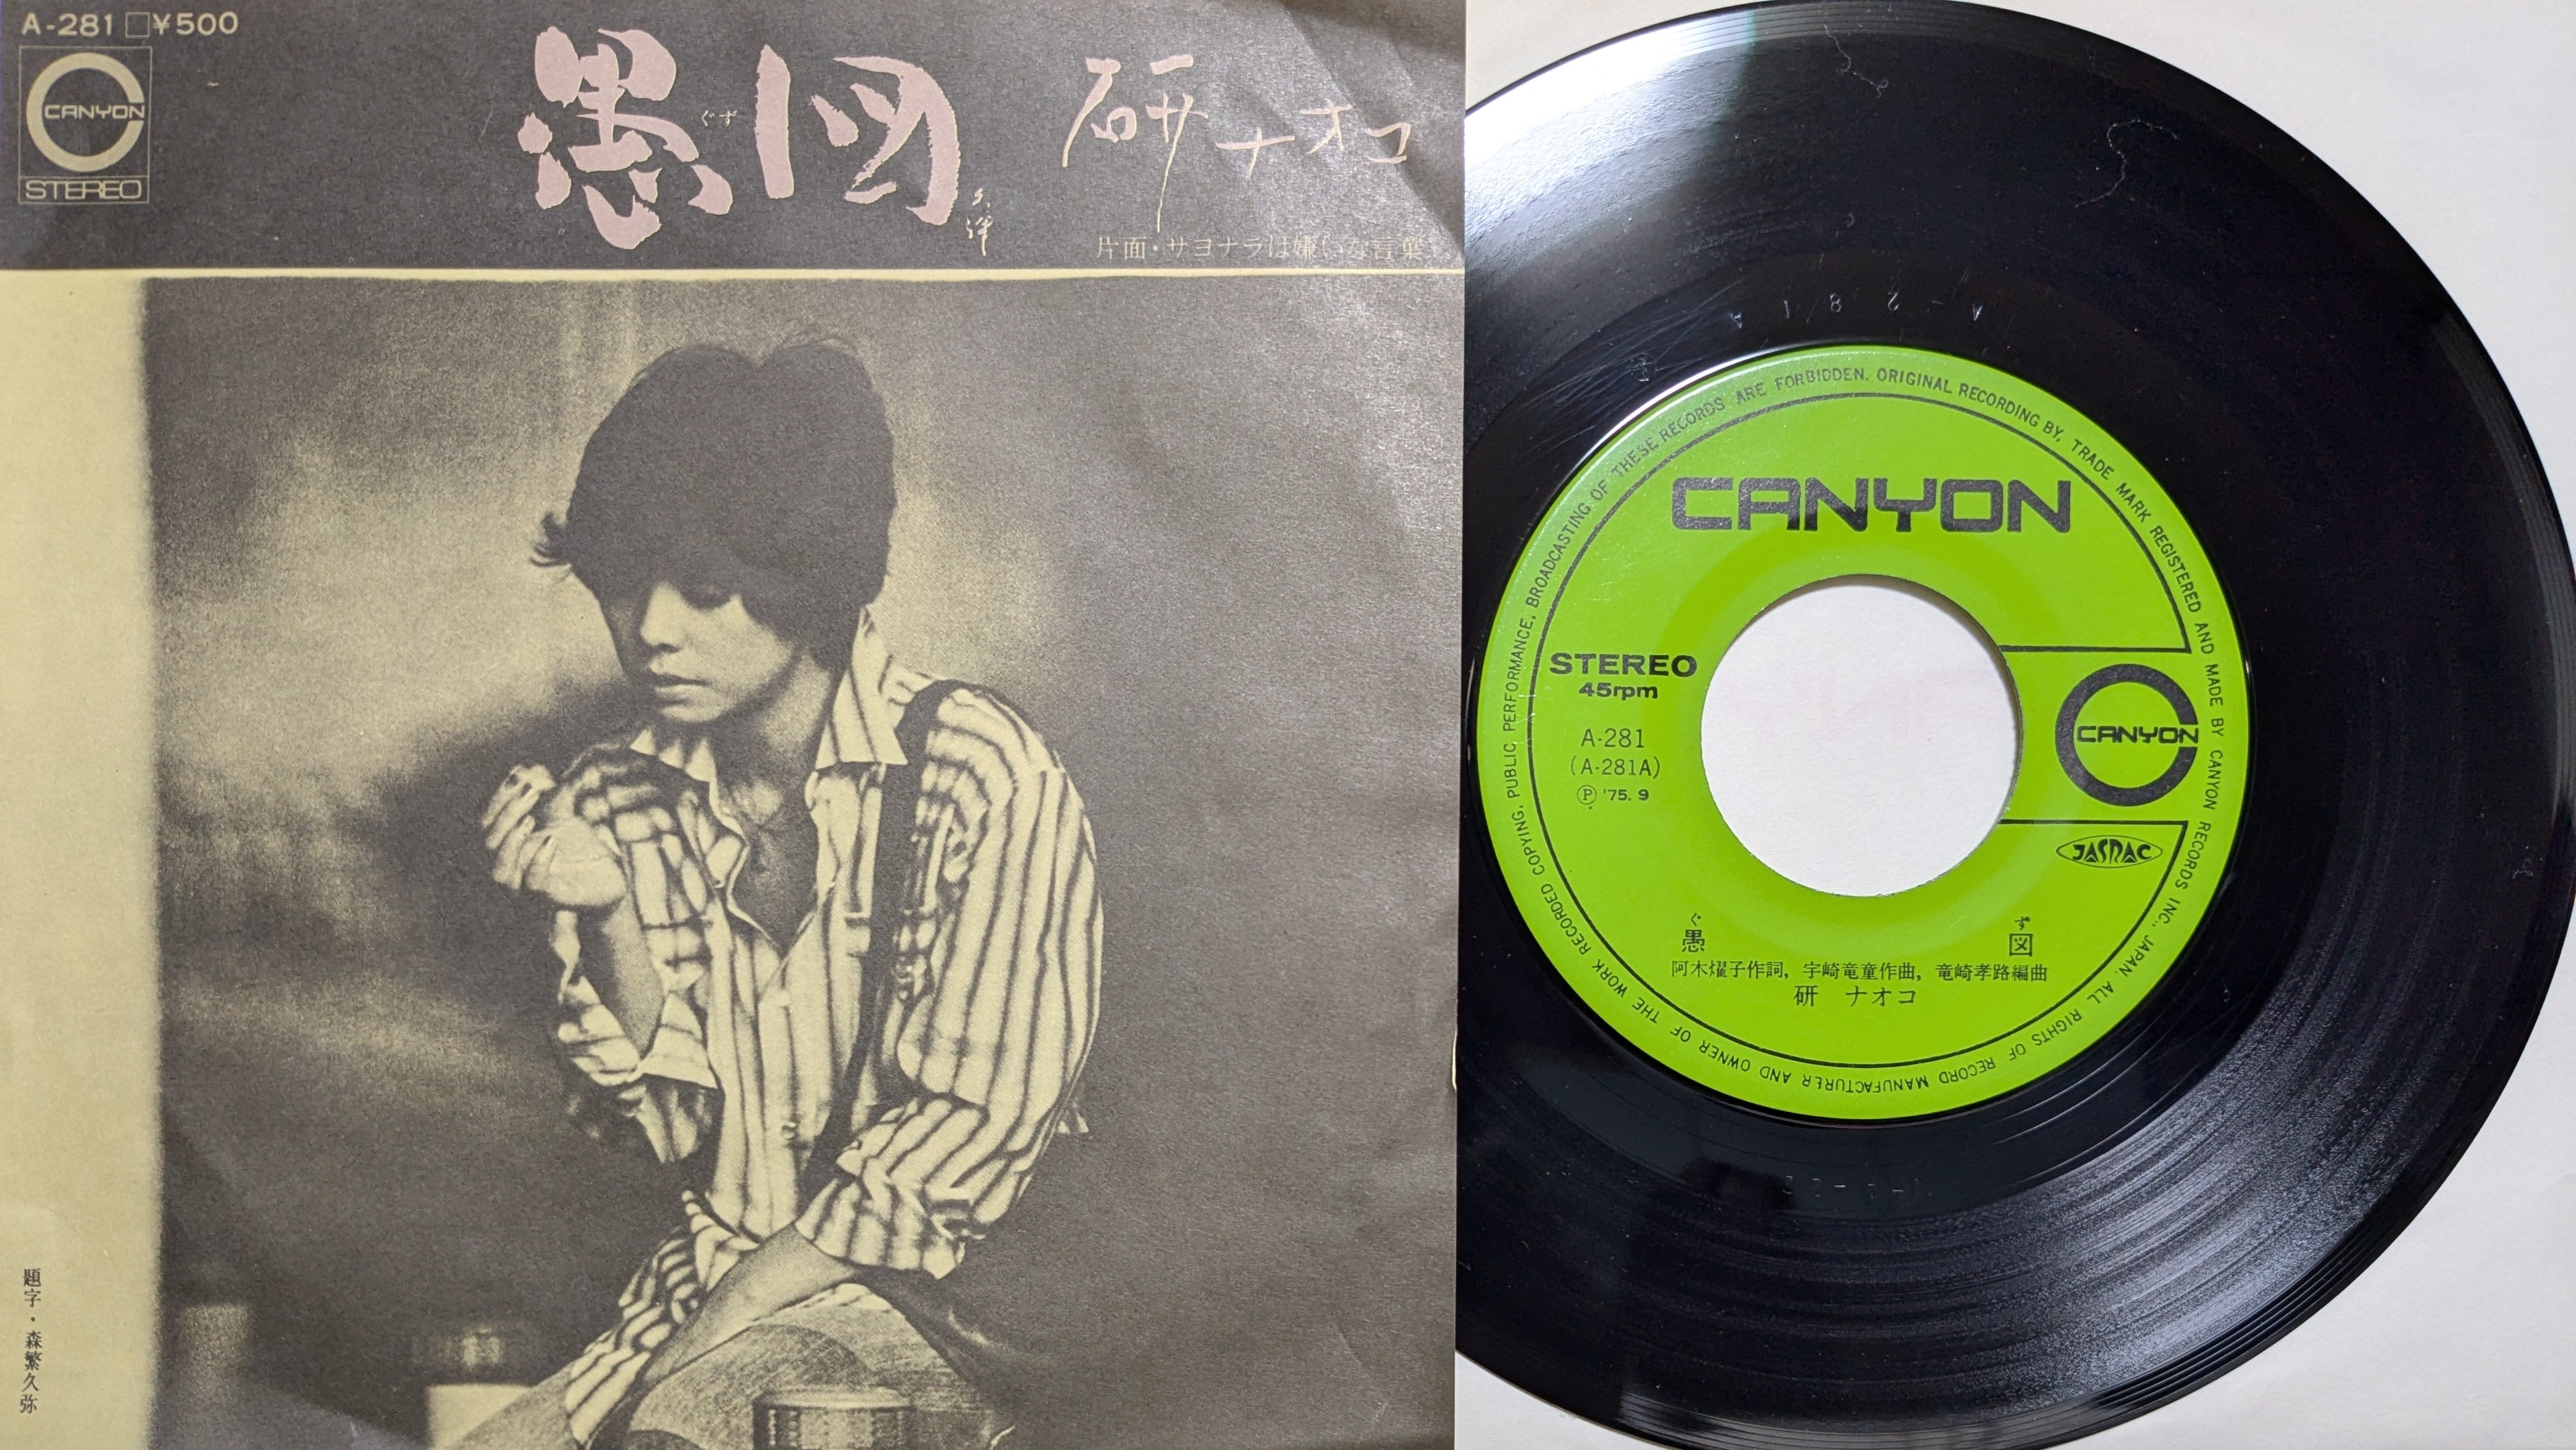 A-281 □¥500
CANYON
STEREO
愚図
ぐず
研ナオコ
片面・サヨナラは嫌いな言葉
題字・森繁久弥
CANYON
STEREO
45rpm
A-281
(A-281A)
Ⓟ '75. 9
CANYON
JASRAC
ぐ ず
愚 図
阿木燿子作詞，宇崎竜童作曲，竜崎孝路編曲
研 ナオコ
ORIGINAL RECORDING BY, TRADE MARK REGISTERED AND MADE BY CANYON RECORDS INC., JAPAN. ALL RIGHTS OF RECORD MANUFACTURER AND OWNER OF THE WORK RECORDED COPYING, PUBLIC PERFORMANCE, BROADCASTING OF THESE RECORDS ARE FORBIDDEN.